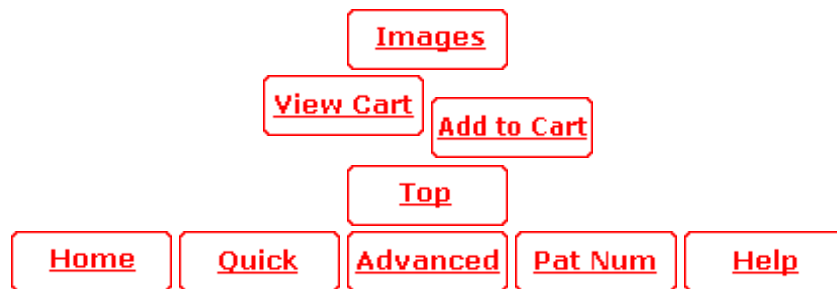 Images
View Cart
Add to Cart
Top
Home Quick Advanced Pat Num Help